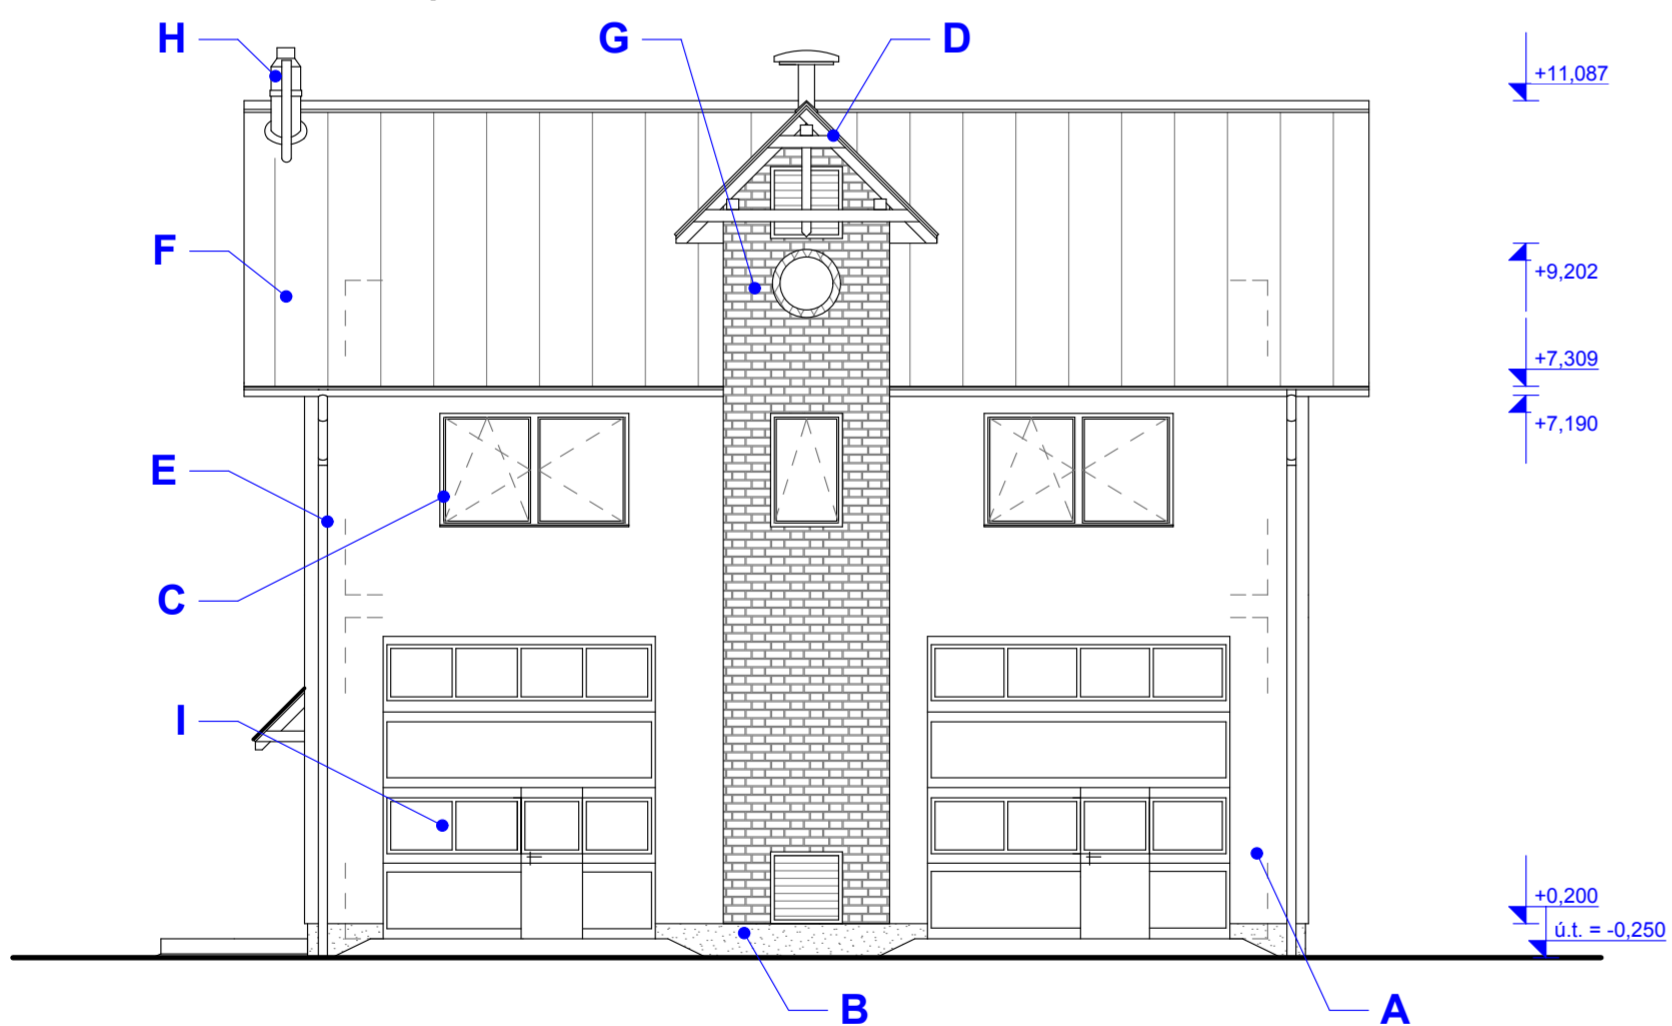 H
G
D
+11,087
F
+9,202
+7,309
+7,190
E
C
I
+0,200
ú.t. = -0,250
B
A